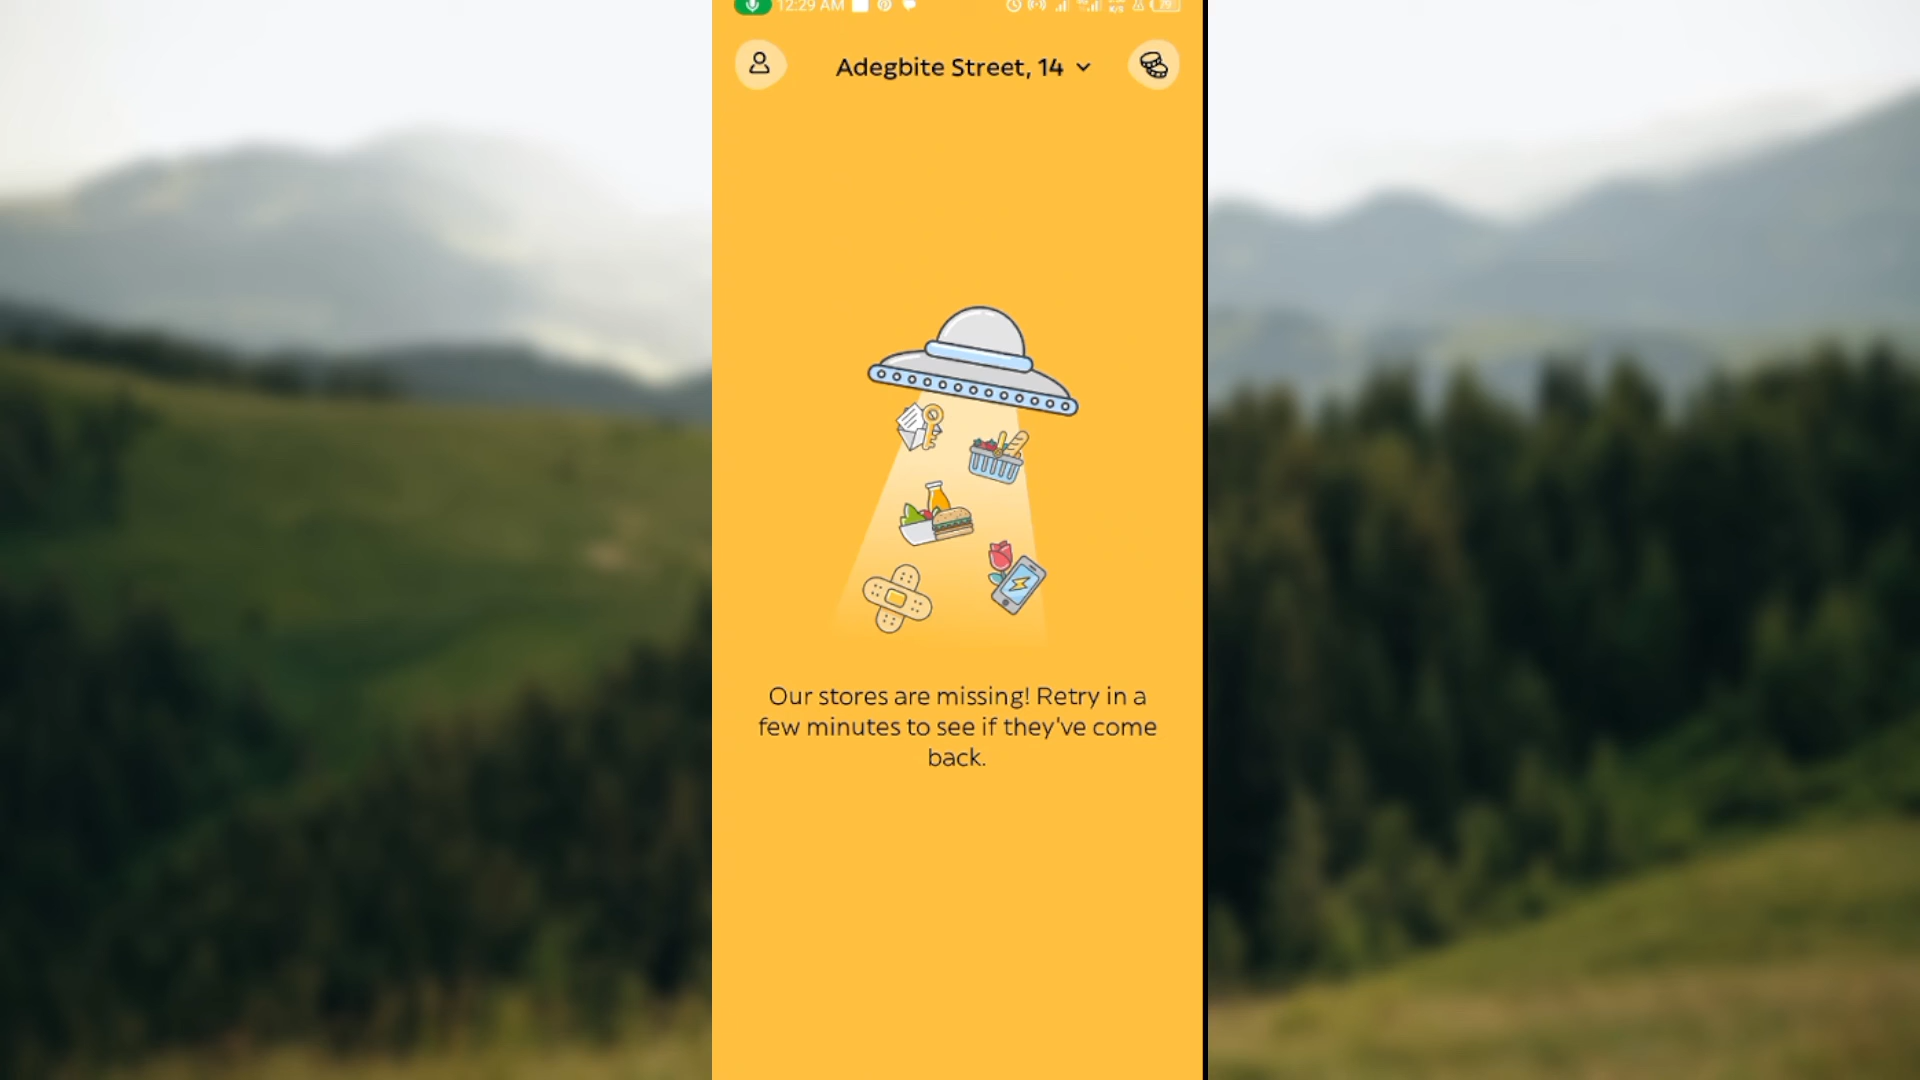 12:29 AM
Adegbite Street, 14
Our stores are missing! Retry in a
few minutes to see if they've come
back.